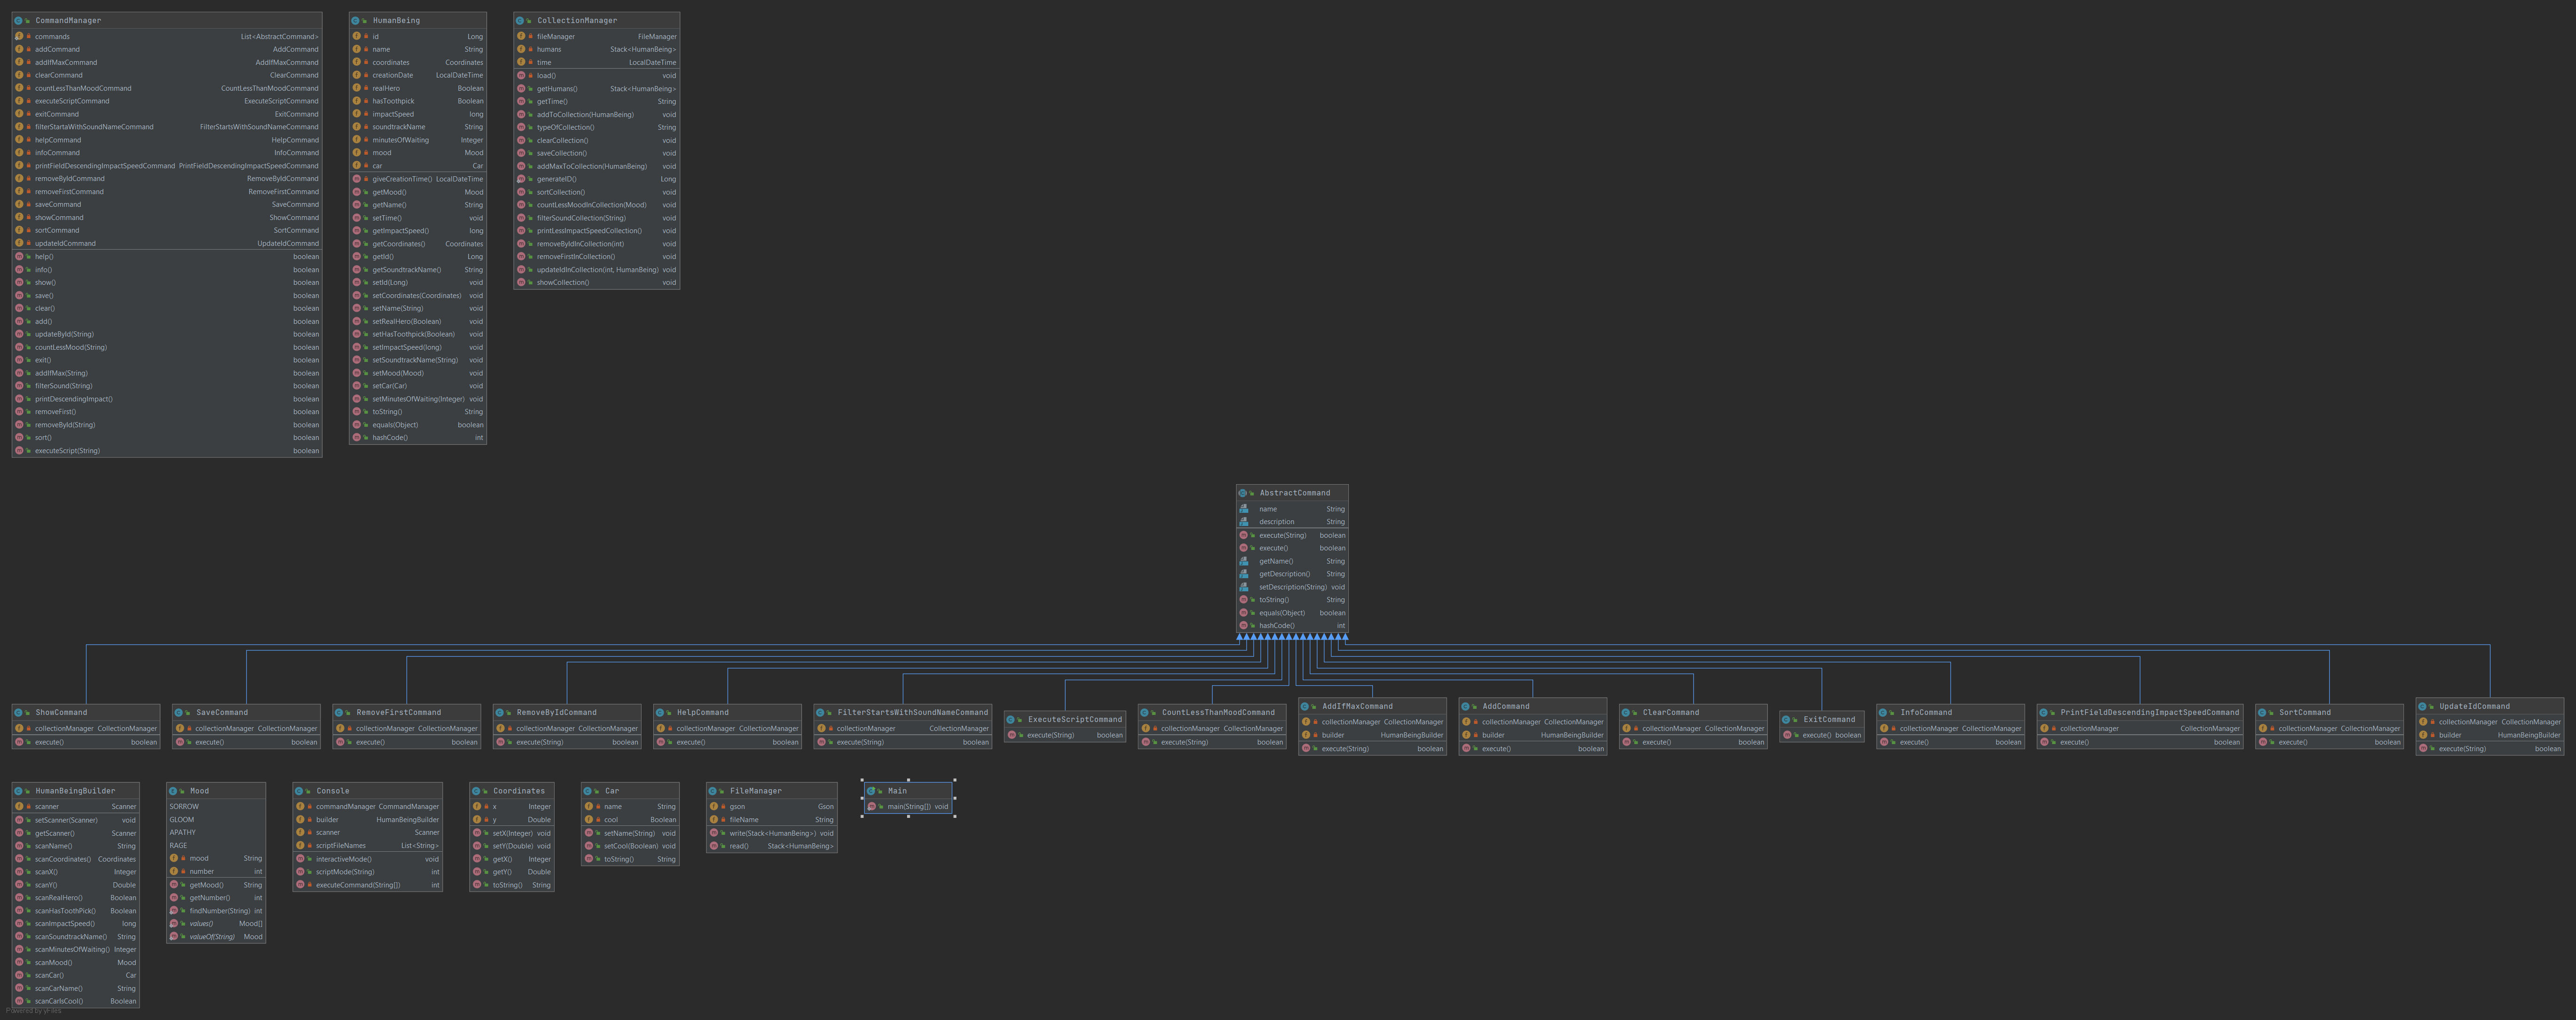 CommandManager
commands List<AbstractCommand>
addCommand AddCommand
addIfMaxCommand AddIfMaxCommand
clearCommand ClearCommand
countLessThanMoodCommand CountLessThanMoodCommand
executeScriptCommand ExecuteScriptCommand
exitCommand ExitCommand
filterStartaWithSoundNameCommand FilterStartsWithSoundNameCommand
helpCommand HelpCommand
infoCommand InfoCommand
printFieldDescendingImpactSpeedCommand PrintFieldDescendingImpactSpeedCommand
removeByIdCommand RemoveByIdCommand
removeFirstCommand RemoveFirstCommand
saveCommand SaveCommand
showCommand ShowCommand
sortCommand SortCommand
updateIdCommand UpdateIdCommand
help() boolean
info() boolean
show() boolean
save() boolean
clear() boolean
add() boolean
updateById(String) boolean
countLessMood(String) boolean
exit() boolean
addIfMax(String) boolean
filterSound(String) boolean
printDescendingImpact() boolean
removeFirst() boolean
removeById(String) boolean
sort() boolean
executeScript(String) boolean
HumanBeing
id Long
name String
coordinates Coordinates
creationDate LocalDateTime
realHero Boolean
hasToothpick Boolean
impactSpeed long
soundtrackName String
minutesOfWaiting Integer
mood Mood
car Car
giveCreationTime() LocalDateTime
getMood() Mood
getName() String
setTime() void
getImpactSpeed() long
getCoordinates() Coordinates
getId() Long
getSoundtrackName() String
setId(Long) void
setCoordinates(Coordinates) void
setName(String) void
setRealHero(Boolean) void
setHasToothpick(Boolean) void
setImpactSpeed(long) void
setSoundtrackName(String) void
setMood(Mood) void
setCar(Car) void
setMinutesOfWaiting(Integer) void
toString() String
equals(Object) boolean
hashCode() int
CollectionManager
fileManager FileManager
humans Stack<HumanBeing>
time LocalDateTime
load() void
getHumans() Stack<HumanBeing>
getTime() String
addToCollection(HumanBeing) void
typeOfCollection() String
clearCollection() void
saveCollection() void
addMaxToCollection(HumanBeing) void
generateID() Long
sortCollection() void
countLessMoodInCollection(Mood) void
filterSoundCollection(String) void
printLessImpactSpeedCollection() void
removeByIdInCollection(int) void
removeFirstInCollection() void
updateIdInCollection(int, HumanBeing) void
showCollection() void
AbstractCommand
name String
description String
execute(String) boolean
execute() boolean
getName() String
getDescription() String
setDescription(String) void
toString() String
equals(Object) boolean
hashCode() int
ShowCommand
collectionManager CollectionManager
execute() boolean
SaveCommand
collectionManager CollectionManager
execute() boolean
RemoveFirstCommand
collectionManager CollectionManager
execute() boolean
RemoveByIdCommand
collectionManager CollectionManager
execute(String) boolean
HelpCommand
collectionManager CollectionManager
execute() boolean
FilterStartsWithSoundNameCommand
collectionManager CollectionManager
execute(String) boolean
ExecuteScriptCommand
execute(String) boolean
CountLessThanMoodCommand
collectionManager CollectionManager
execute(String) boolean
AddIfMaxCommand
collectionManager CollectionManager
builder HumanBeingBuilder
execute(String) boolean
AddCommand
collectionManager CollectionManager
builder HumanBeingBuilder
execute() boolean
ClearCommand
collectionManager CollectionManager
execute() boolean
ExitCommand
execute() boolean
InfoCommand
collectionManager CollectionManager
execute() boolean
PrintFieldDescendingImpactSpeedCommand
collectionManager CollectionManager
execute() boolean
SortCommand
collectionManager CollectionManager
execute() boolean
UpdateIdCommand
collectionManager CollectionManager
builder HumanBeingBuilder
execute(String) boolean
HumanBeingBuilder
scanner Scanner
setScanner(Scanner) void
getScanner() Scanner
scanName() String
scanCoordinates() Coordinates
scanX() Integer
scanY() Double
scanRealHero() Boolean
scanHasToothPick() Boolean
scanImpactSpeed() long
scanSoundtrackName() String
scanMinutesOfWaiting() Integer
scanMood() Mood
scanCar() Car
scanCarName() String
scanCarIsCool() Boolean
Mood
SORROW
GLOOM
APATHY
RAGE
mood String
number int
getMood() String
getNumber() int
findNumber(String) int
values() Mood[]
valueOf(String) Mood
Console
commandManager CommandManager
builder HumanBeingBuilder
scanner Scanner
scriptFileNames List<String>
interactiveMode() void
scriptMode(String) int
executeCommand(String[]) int
Coordinates
x Integer
y Double
setX(Integer) void
setY(Double) void
getX() Integer
getY() Double
toString() String
Car
name String
cool Boolean
setName(String) void
setCool(Boolean) void
toString() String
FileManager
gson Gson
fileName String
write(Stack<HumanBeing>) void
read() Stack<HumanBeing>
Main
main(String[]) void
Powered by yFiles